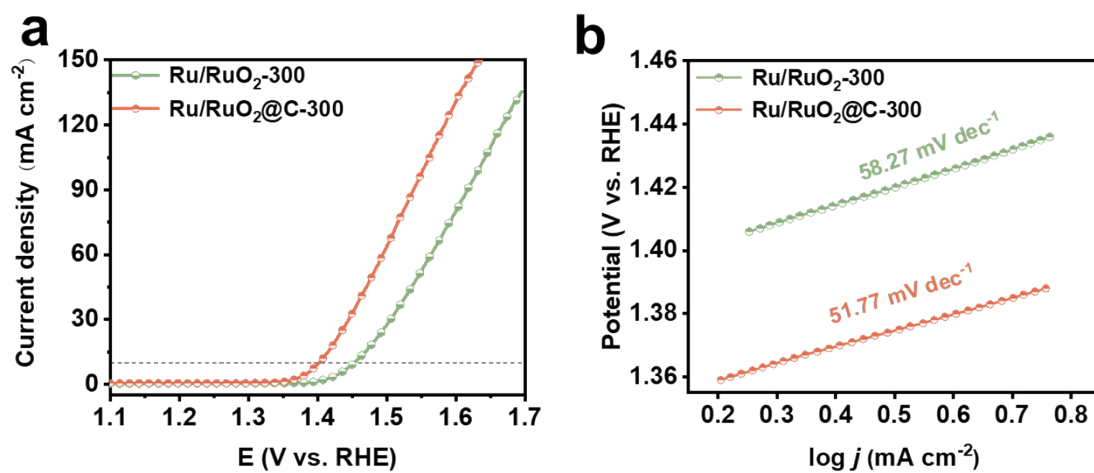 a
150
120
90
60
30
0
Current density (mA cm⁻²)
Ru/RuO₂-300
Ru/RuO₂@C-300
1.1 1.2 1.3 1.4 1.5 1.6 1.7
E (V vs. RHE)
b
1.46
1.44
1.42
1.40
1.38
1.36
Potential (V vs. RHE)
Ru/RuO₂-300
Ru/RuO₂@C-300
58.27 mV dec⁻¹
51.77 mV dec⁻¹
0.2 0.3 0.4 0.5 0.6 0.7 0.8
log j (mA cm⁻²)